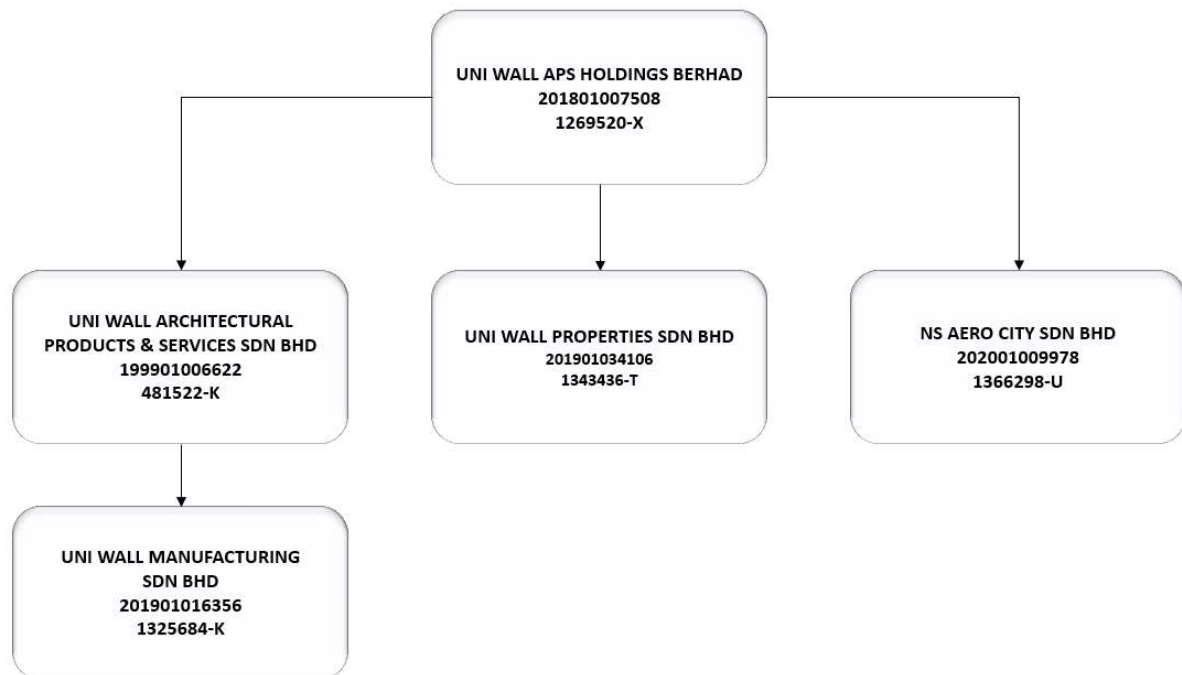 UNI WALL APS HOLDINGS BERHAD
201801007508
1269520-X
UNI WALL ARCHITECTURAL
PRODUCTS & SERVICES SDN BHD
199901006622
481522-K
UNI WALL PROPERTIES SDN BHD
201901034106
1343436-T
NS AERO CITY SDN BHD
202001009978
1366298-U
UNI WALL MANUFACTURING
SDN BHD
201901016356
1325684-K